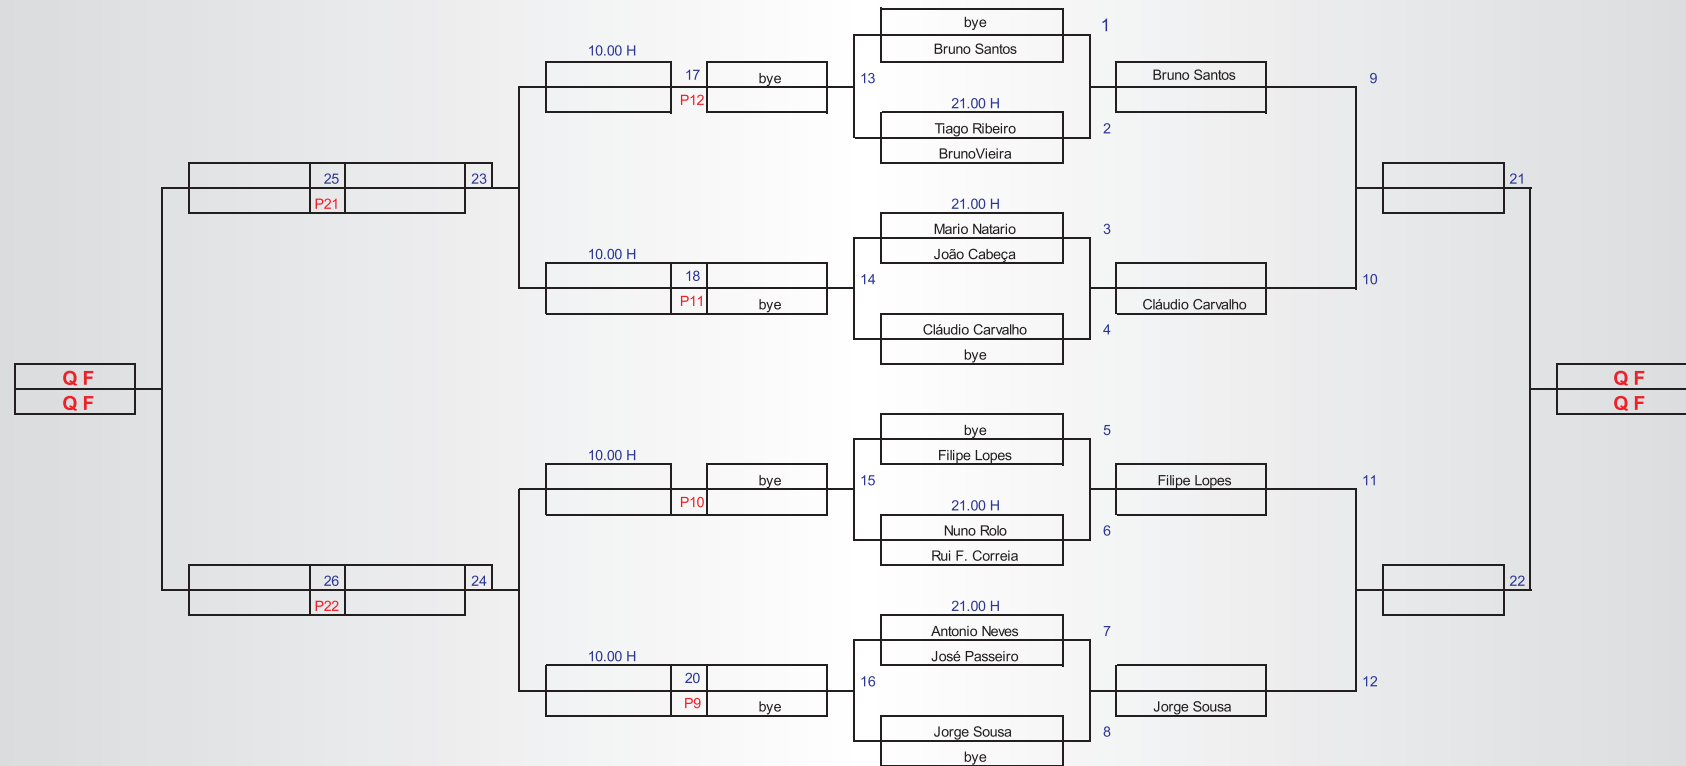 bye
1
Bruno Santos
10.00 H
17
bye
13
Bruno Santos
9
P12
21.00 H
Tiago Ribeiro
2
BrunoVieira
25
23
21
P21
21.00 H
Mario Natario
3
João Cabeça
10.00 H
18
14
10
P11
bye
Cláudio Carvalho
Cláudio Carvalho
4
bye
Q F
Q F
Q F
Q F
bye
5
Filipe Lopes
10.00 H
bye
15
Filipe Lopes
11
P10
21.00 H
Nuno Rolo
6
Rui F. Correia
26
24
22
P22
21.00 H
Antonio Neves
7
José Passeiro
10.00 H
20
16
12
P9
bye
Jorge Sousa
Jorge Sousa
8
bye